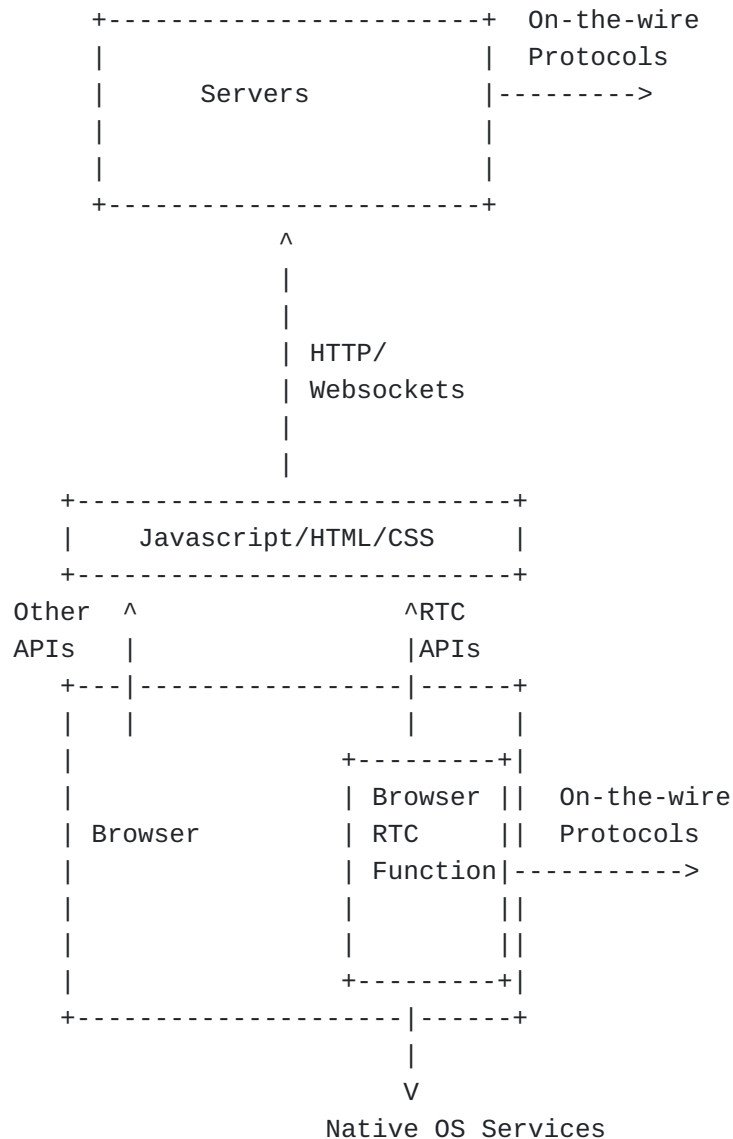 On-the-wire
Protocols
Servers
HTTP/
Websockets
Javascript/HTML/CSS
Other
APIs
RTC
APIs
Browser
Browser
RTC
Function
On-the-wire
Protocols
Native OS Services